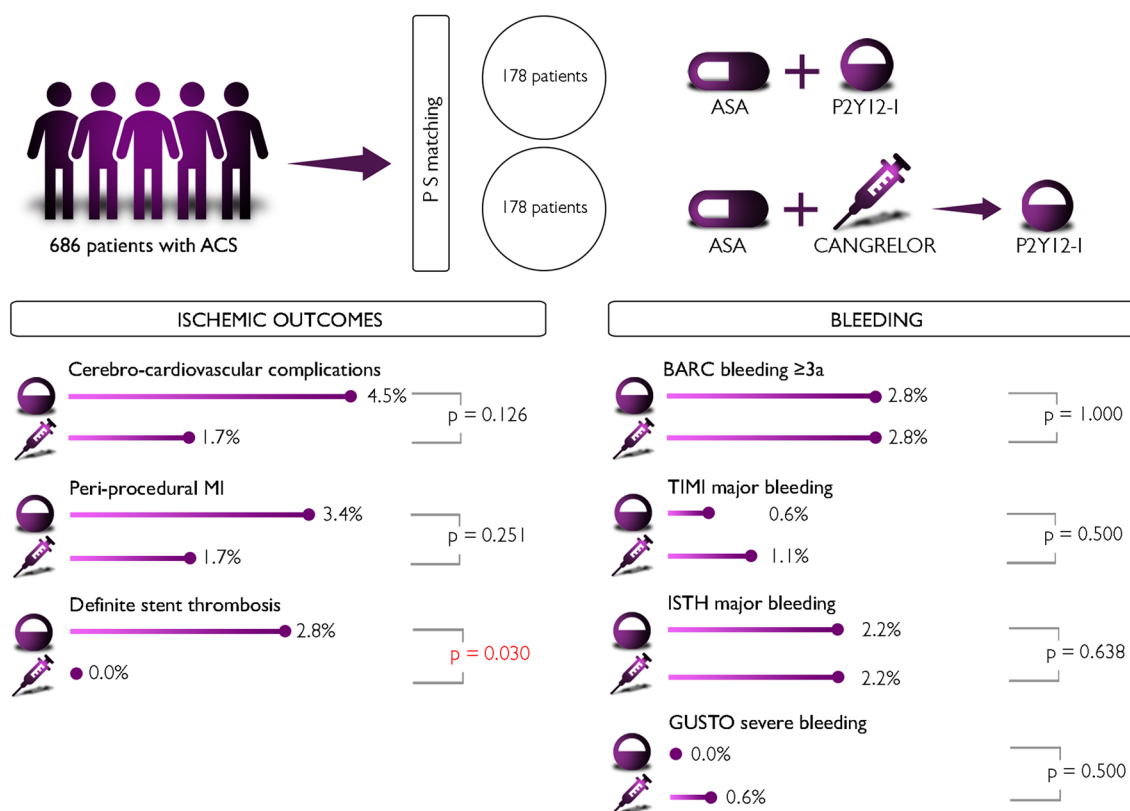 686 patients with ACS
P S matching
178 patients
178 patients
ASA
P2Y12-I
ASA
CANGRELOR
P2Y12-I
ISCHEMIC OUTCOMES
Cerebro-cardiovascular complications
4.5%
p = 0.126
1.7%
Peri-procedural MI
3.4%
p = 0.251
1.7%
Definite stent thrombosis
2.8%
p = 0.030
0.0%
BLEEDING
BARC bleeding ≥3a
2.8%
p = 1.000
2.8%
TIMI major bleeding
0.6%
p = 0.500
1.1%
ISTH major bleeding
2.2%
p = 0.638
2.2%
GUSTO severe bleeding
0.0%
p = 0.500
0.6%